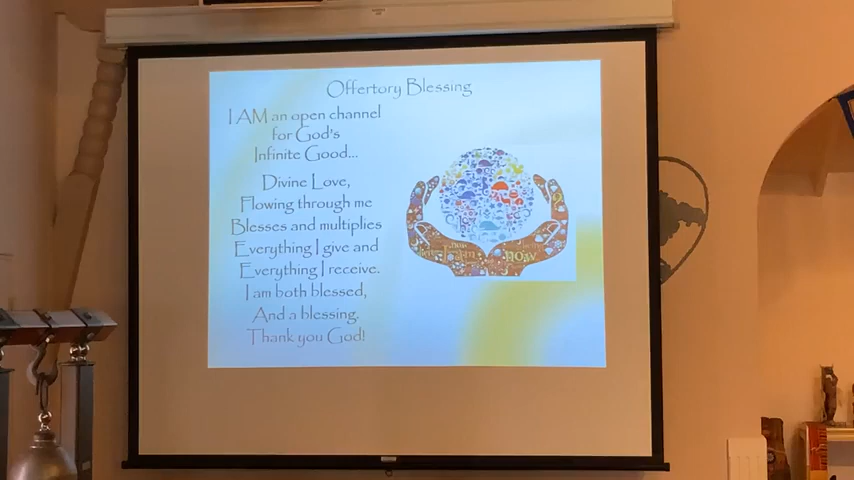 Offertory Blessing
I AM an open channel
for God's
Infinite Good...
Divine Love,
Flowing through me
Blesses and multiplies
Everything I give and
Everything I receive.
I am both blessed,
And a blessing.
Thank you God!
now